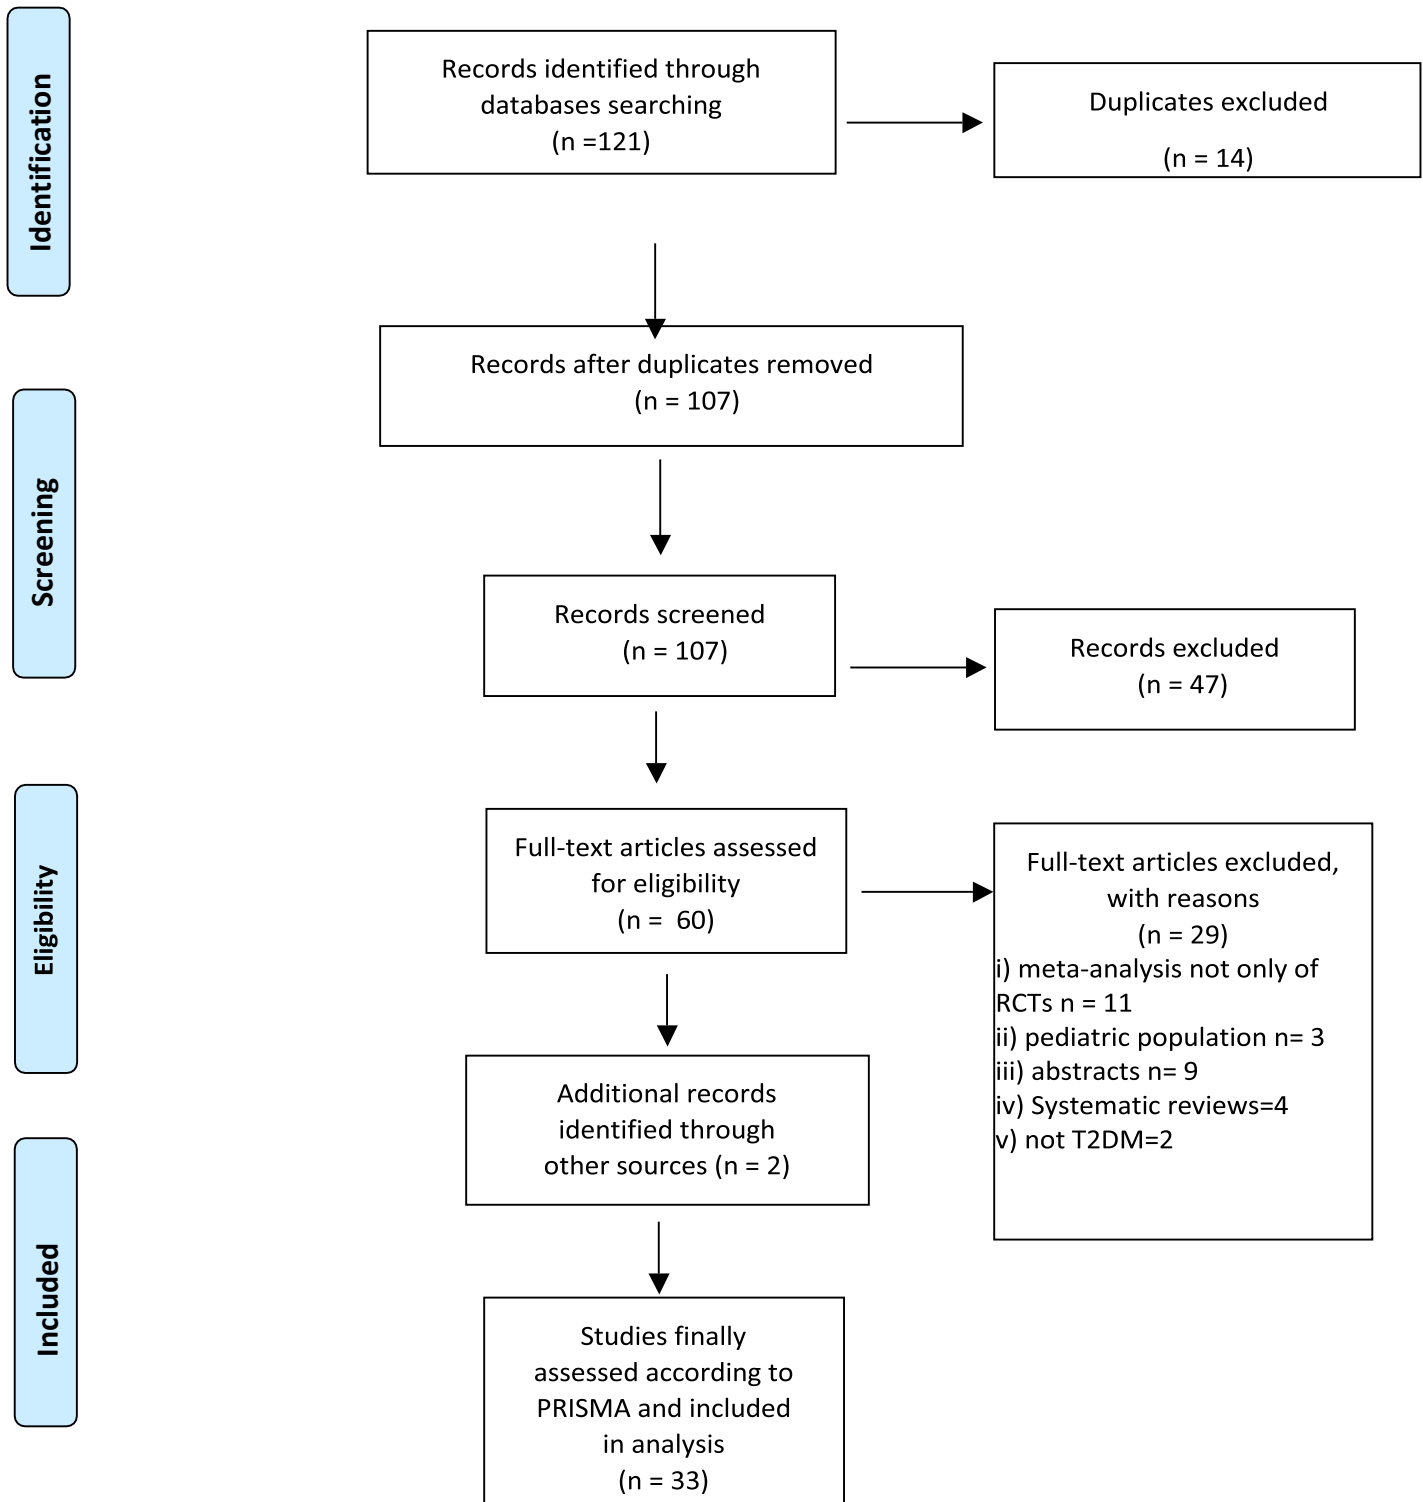 Identification
Records identified through
databases searching
(n =121)
Duplicates excluded
(n = 14)
Records after duplicates removed
(n = 107)
Screening
Records screened
(n = 107)
Records excluded
(n = 47)
Eligibility
Full-text articles assessed
for eligibility
(n =  60)
Full-text articles excluded,
with reasons
(n = 29)
i) meta-analysis not only of
RCTs n = 11
ii) pediatric population n= 3
iii) abstracts n= 9
iv) Systematic reviews=4
v) not T2DM=2
Additional records
identified through
other sources (n = 2)
Included
Studies finally
assessed according to
PRISMA and included
in analysis
(n = 33)